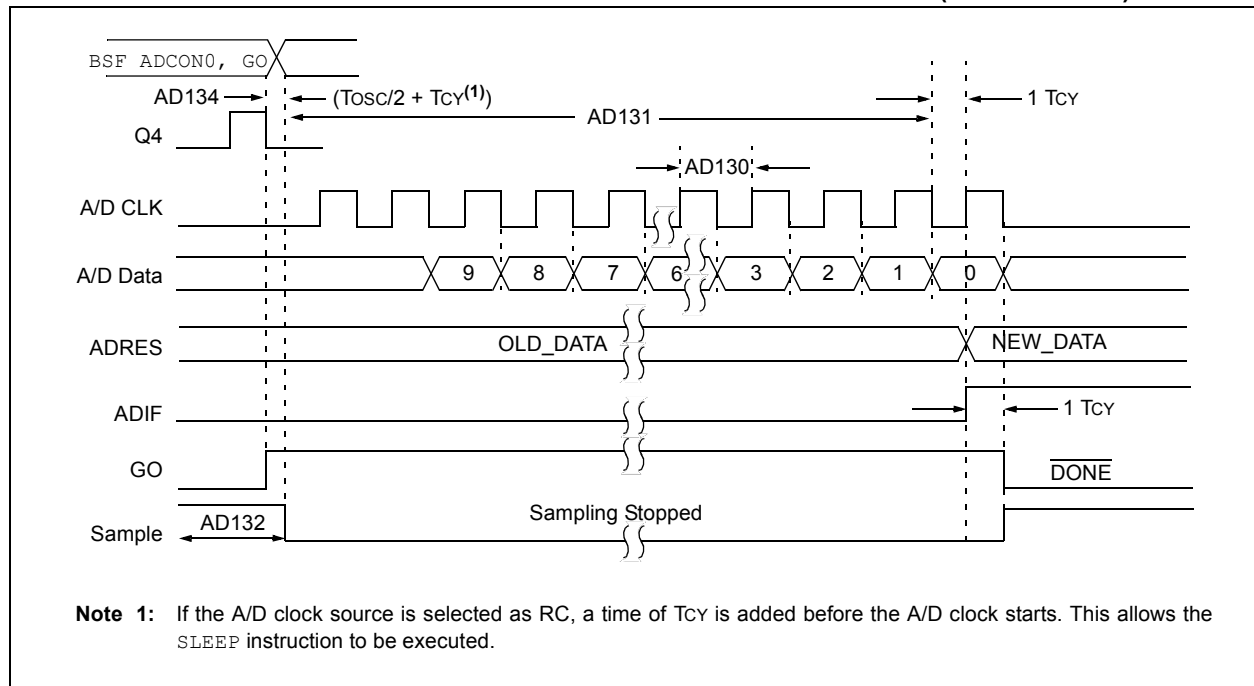 BSF ADCON0, GO
AD134 (TOSC/2 + TCY(1)) 1 TCY
AD131
Q4
AD130
A/D CLK
A/D Data 9 8 7 6 3 2 1 0
ADRES OLD_DATA NEW_DATA
ADIF 1 TCY
GO DONE
Sample AD132 Sampling Stopped
Note 1: If the A/D clock source is selected as RC, a time of TCY is added before the A/D clock starts. This allows the
SLEEP instruction to be executed.